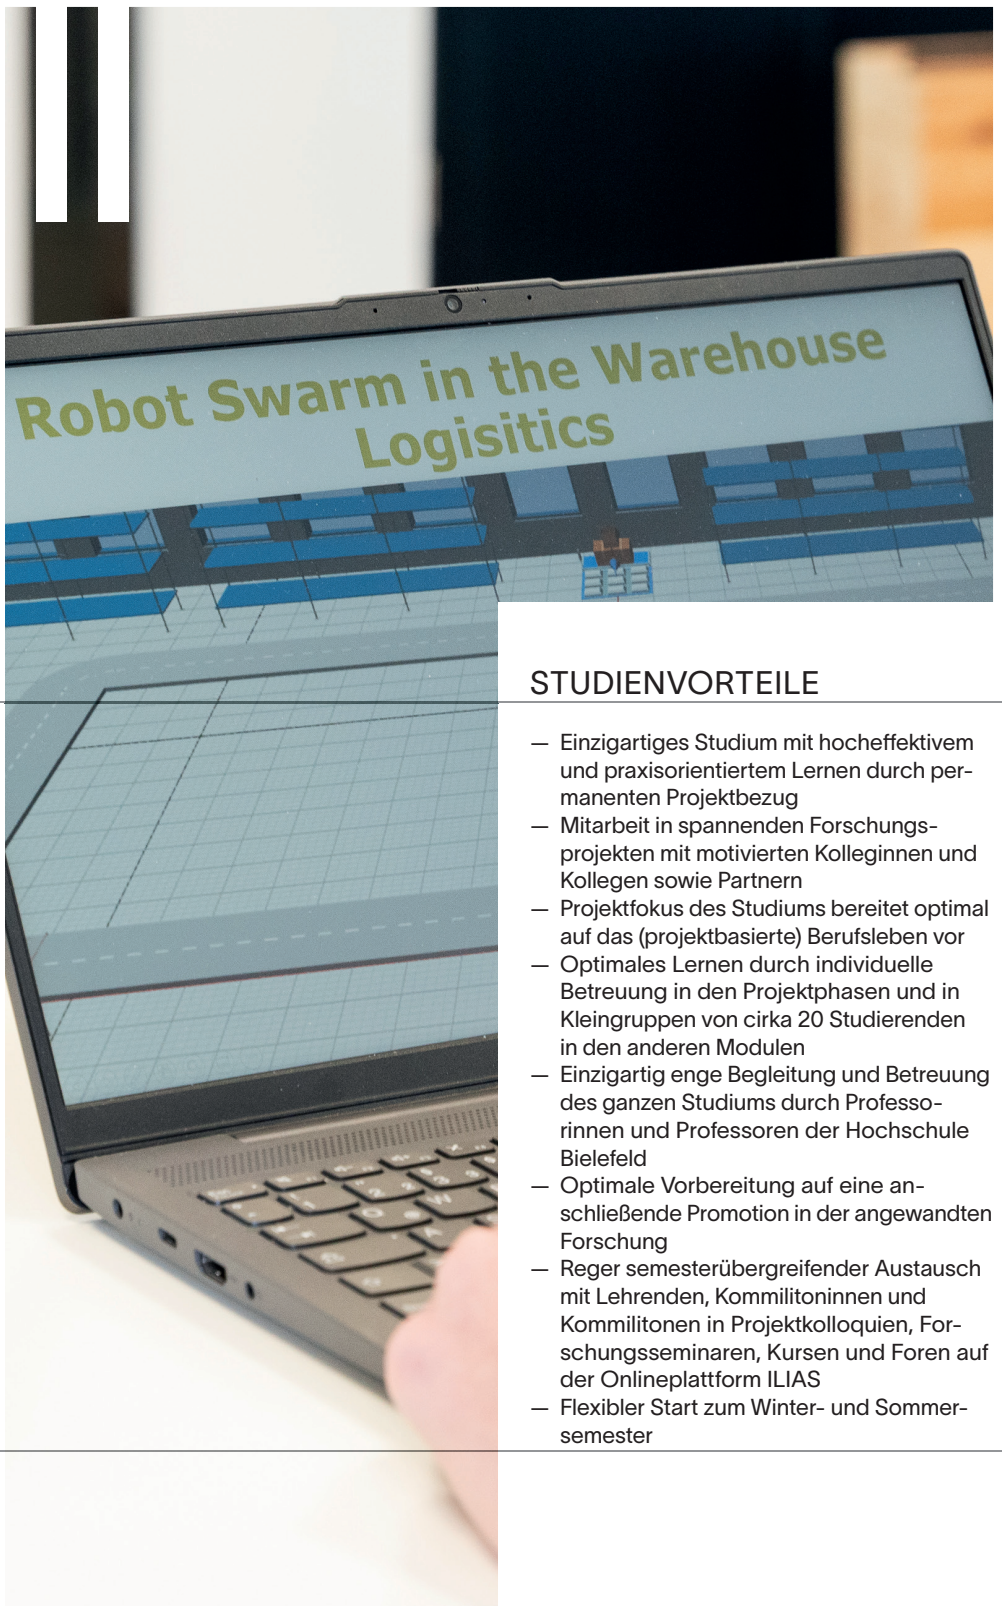 Robot Swarm in the Warehouse
Logisitics
STUDIENVORTEILE
— Einzigartiges Studium mit hocheffektivem
und praxisorientiertem Lernen durch per-
manenten Projektbezug
— Mitarbeit in spannenden Forschungs-
projekten mit motivierten Kolleginnen und
Kollegen sowie Partnern
— Projektfokus des Studiums bereitet optimal
auf das (projektbasierte) Berufsleben vor
— Optimales Lernen durch individuelle
Betreuung in den Projektphasen und in
Kleingruppen von cirka 20 Studierenden
in den anderen Modulen
— Einzigartig enge Begleitung und Betreuung
des ganzen Studiums durch Professo-
rinnen und Professoren der Hochschule
Bielefeld
— Optimale Vorbereitung auf eine an-
schließende Promotion in der angewandten
Forschung
— Reger semesterübergreifender Austausch
mit Lehrenden, Kommilitoninnen und
Kommilitonen in Projektkolloquien, For-
schungsseminaren, Kursen und Foren auf
der Onlineplattform ILIAS
— Flexibler Start zum Winter- und Sommer-
semester